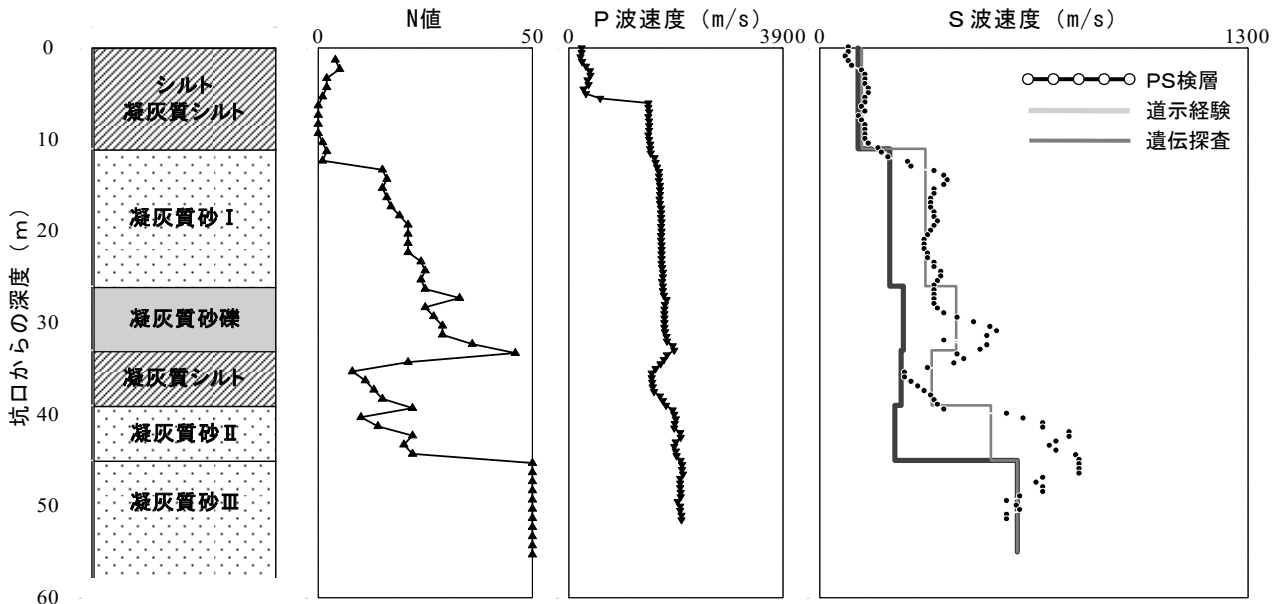 N値
P波速度 (m/s)
S波速度 (m/s)
0
50
0
3900
0
1300
0
10
20
30
40
50
60
坑口からの深度 (m)
シルト
凝灰質シルト
凝灰質砂Ⅰ
凝灰質砂礫
凝灰質シルト
凝灰質砂Ⅱ
凝灰質砂Ⅲ
PS検層
道示経験
遺伝探査